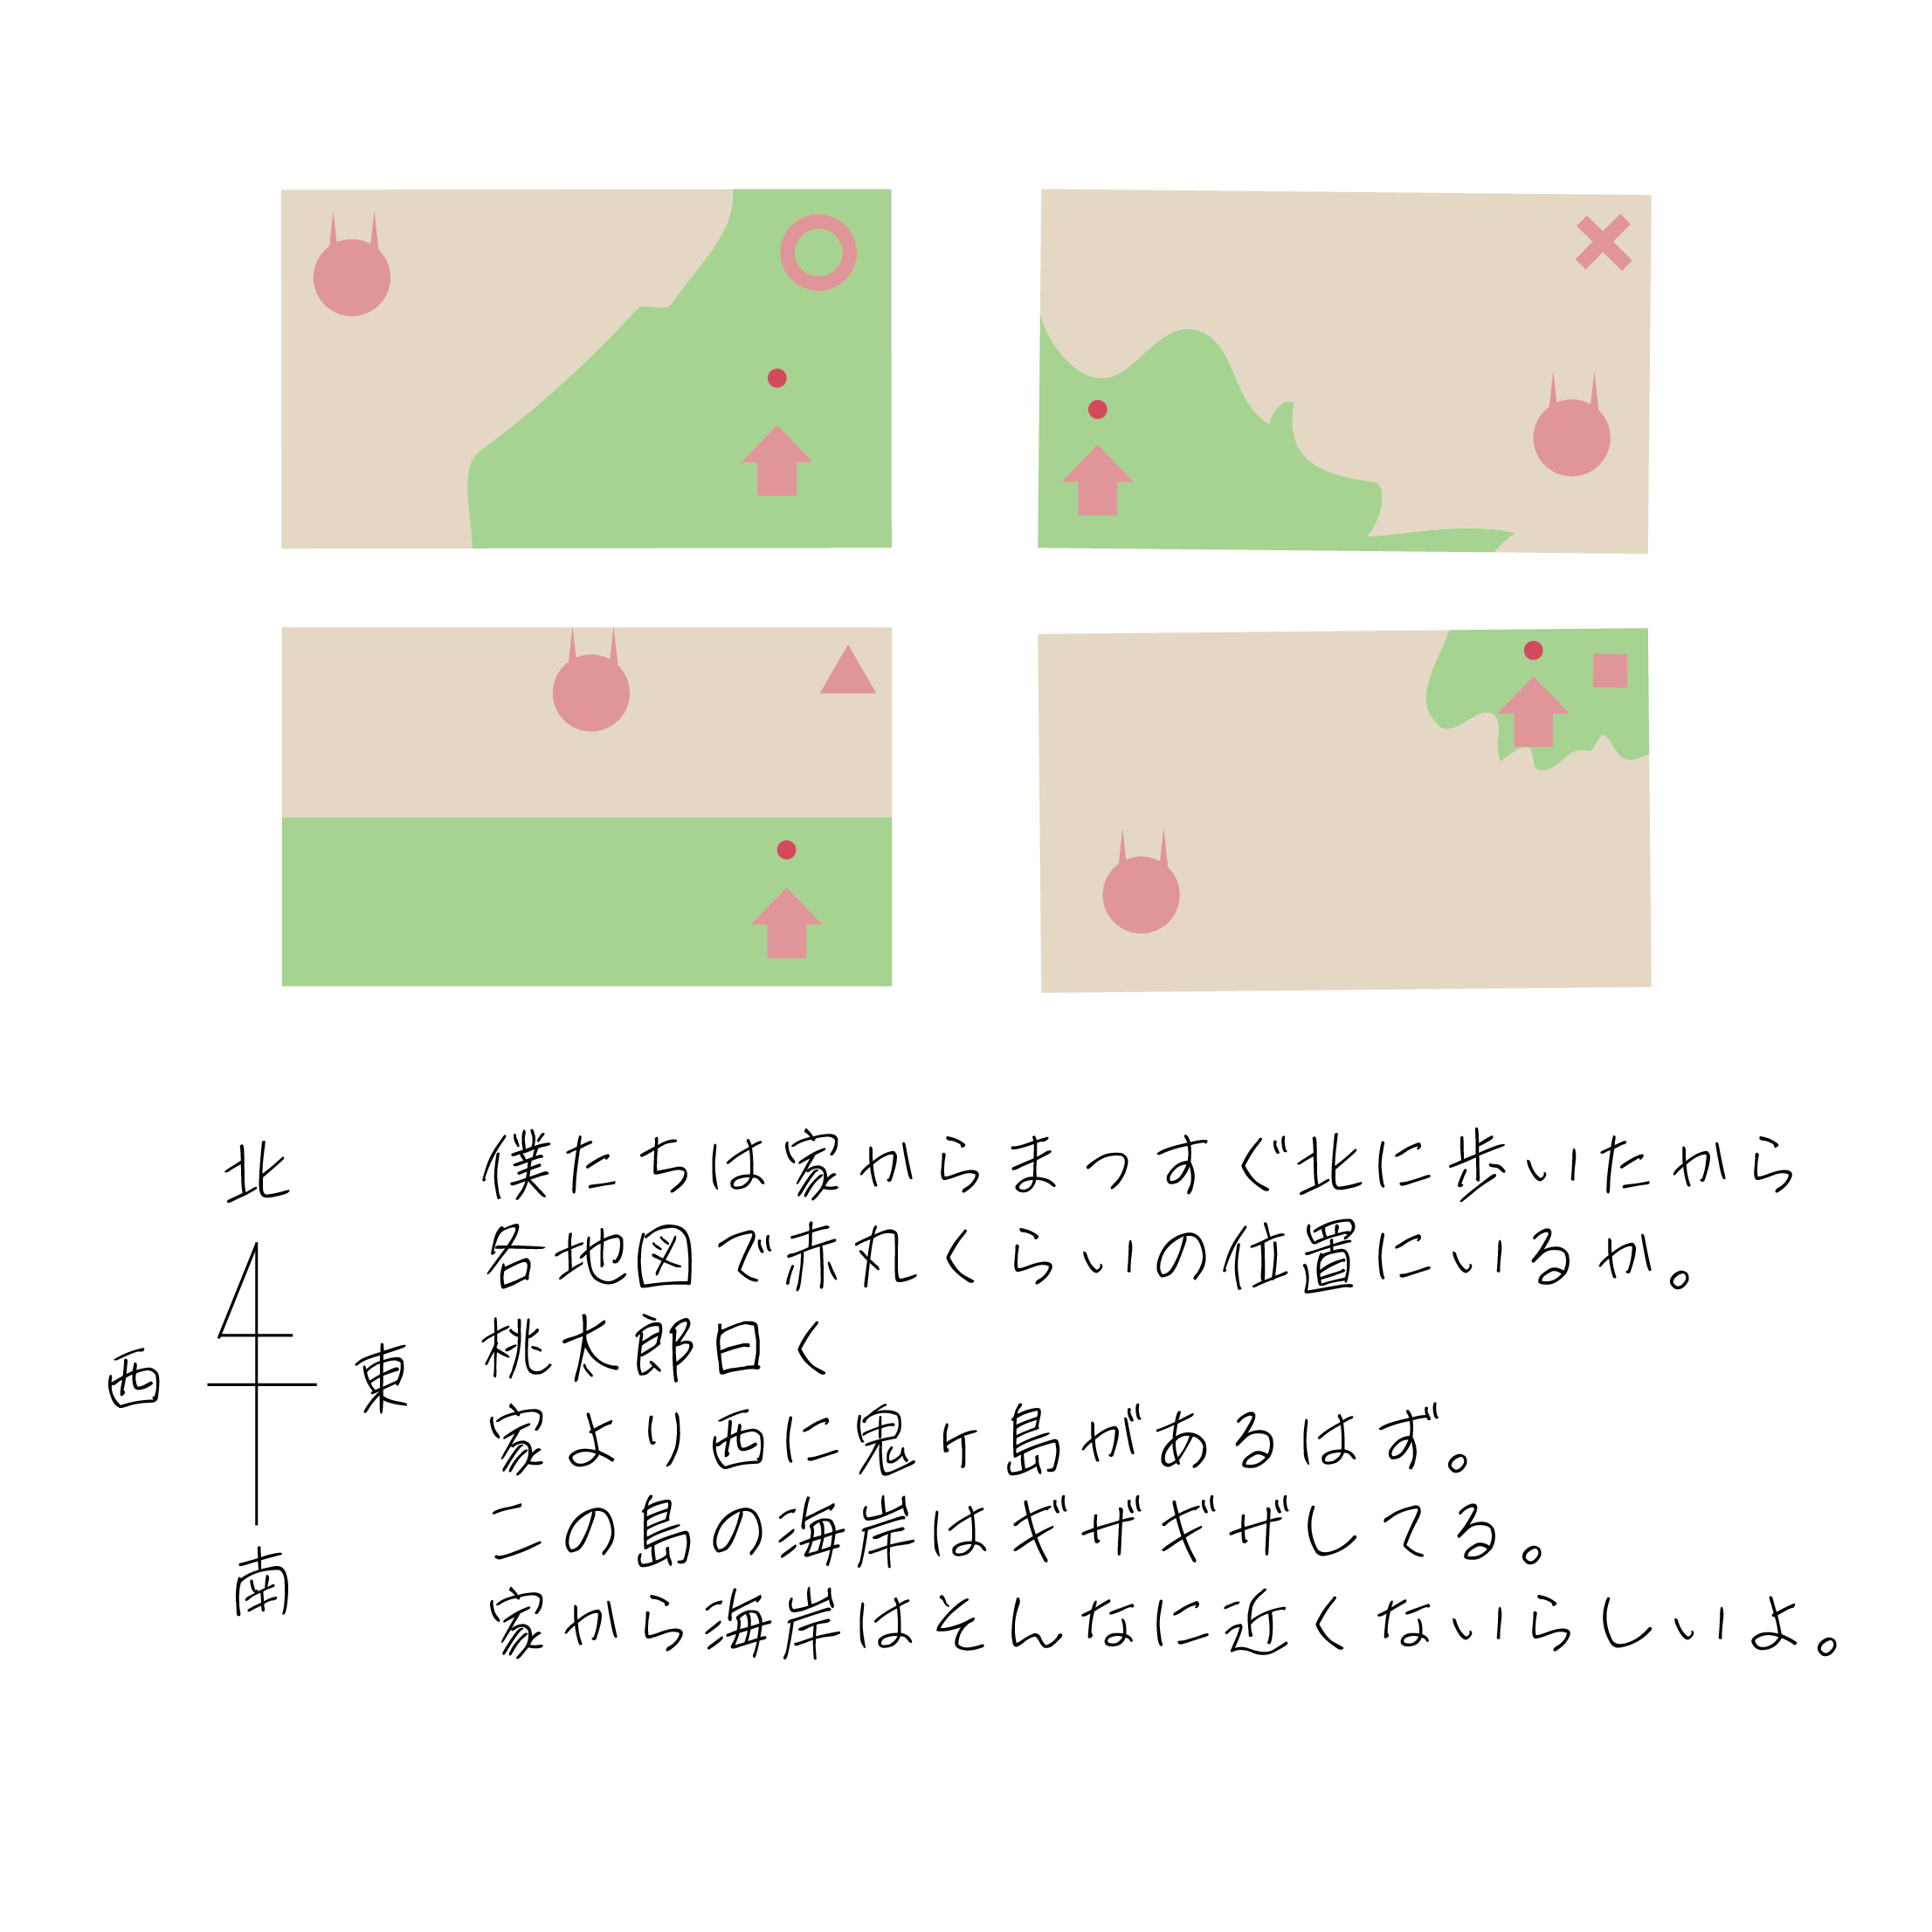 北
西
東
南
僕たちは家からまっすぐ北に歩いたから
各地図で赤れくらいの位置にいるね。
桃太郎曰く
家より西に鬼ヶ島があるはず。
この島の海岸はギザギザしてる。
家から海岸はそんなに近くないらしいよ。